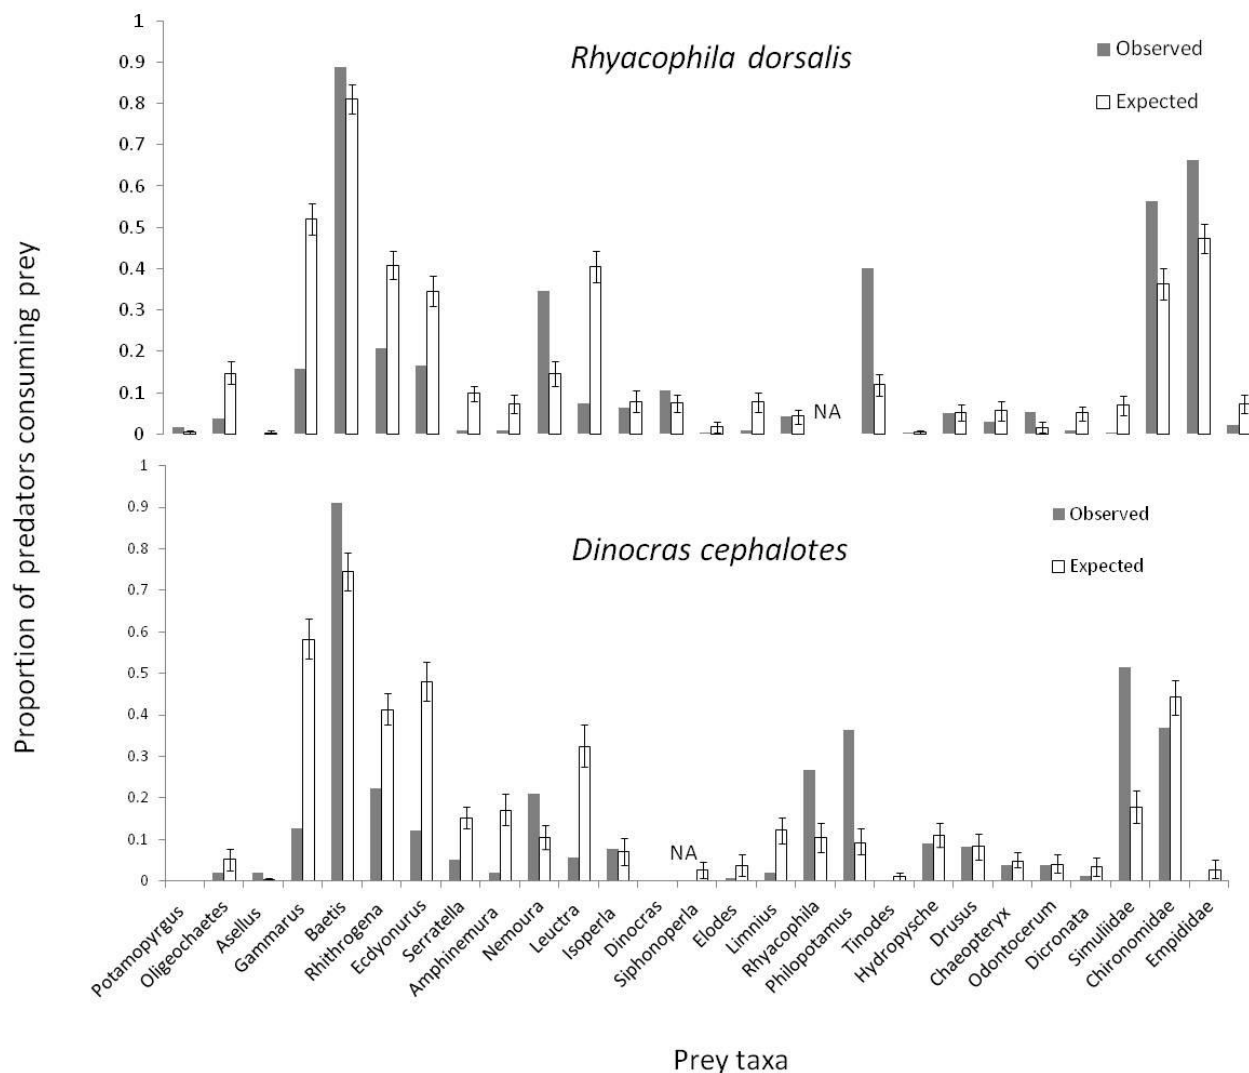 Proportion of predators consuming prey
Rhyacophila dorsalis
Observed
Expected
1
0.9
0.8
0.7
0.6
0.5
0.4
0.3
0.2
0.1
0
NA
Dinocras cephalotes
Observed
Expected
1
0.9
0.8
0.7
0.6
0.5
0.4
0.3
0.2
0.1
0
NA
Potamopyrgus
Oligeochaetes
Asellus
Gammarus
Baetis
Rhithrogena
Ecdyonurus
Serratella
Amphinemura
Nemoura
Leuctra
Isoperla
Dinocras
Siphonoperla
Elodes
Limnius
Rhyacophila
Philopotamus
Tinodes
Hydropysche
Drusus
Chaeopteryx
Odontocerum
Dicronata
Simuliidae
Chironomidae
Empididae
Prey taxa